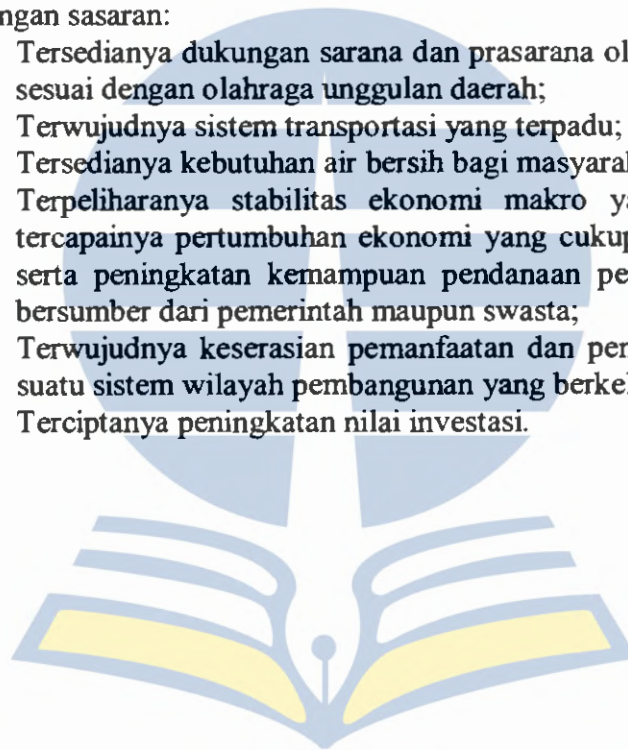 ngan sasaran:
Tersedianya dukungan sarana dan prasarana ol
sesuai dengan olahraga unggulan daerah;
Terwujudnya sistem transportasi yang terpadu;
Tersedianya kebutuhan air bersih bagi masyaral
Terpeliharanya stabilitas ekonomi makro ya
tercapainya pertumbuhan ekonomi yang cukup
serta peningkatan kemampuan pendanaan pe
bersumber dari pemerintah maupun swasta;
Terwujudnya keserasian pemanfaatan dan per
suatu sistem wilayah pembangunan yang berkel
Terciptanya peningkatan nilai investasi.